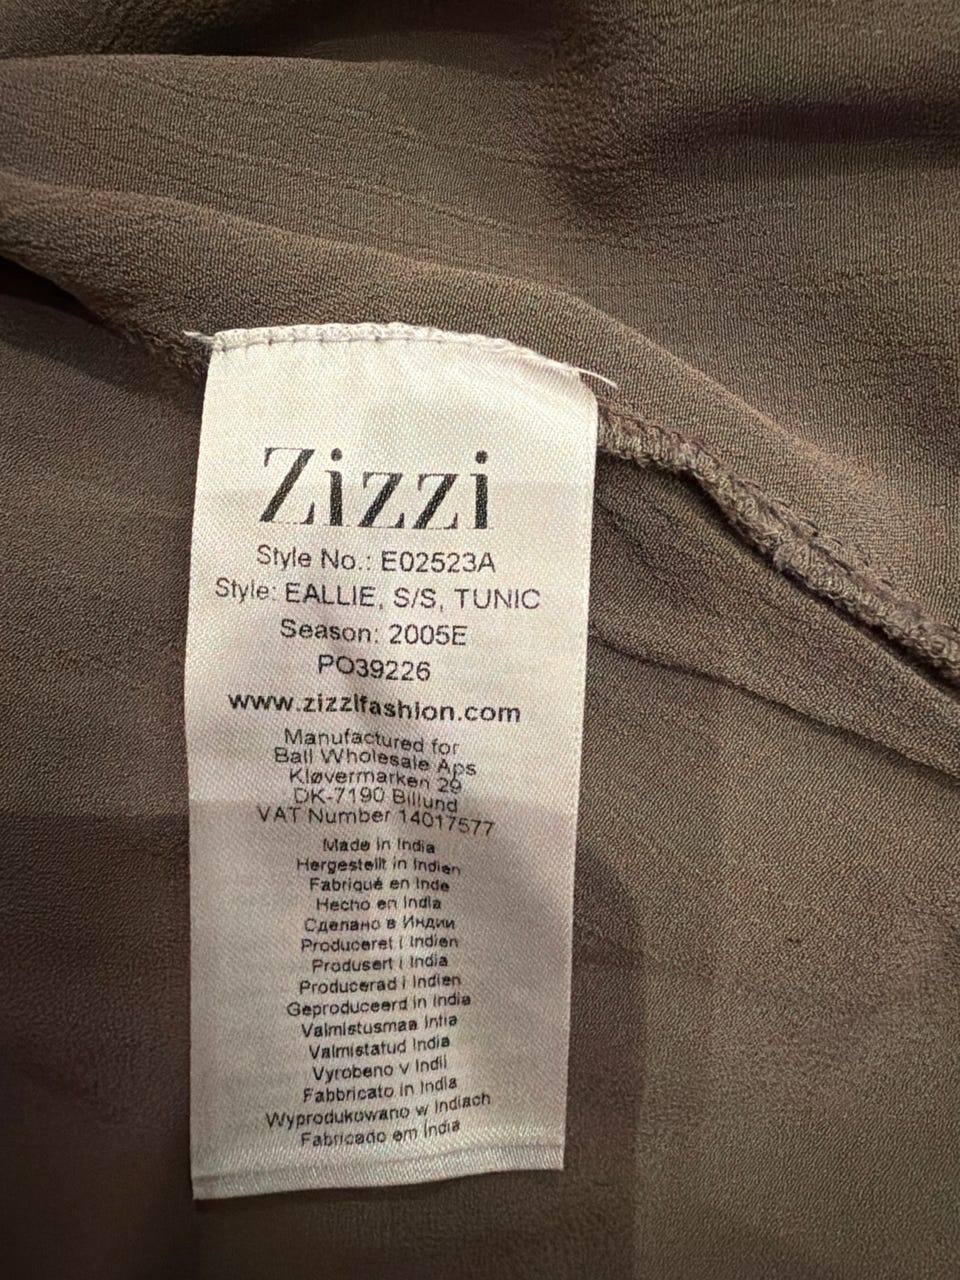 Zizzi
Style No.: E02523A
Style: EALLIE, S/S, TUNIC
Season: 2005E
PO39226
www.zizzifashion.com
Manufactured for
Ball Wholesale Aps
Kløvermarken 29
DK-7190 Billund
VAT Number 14017577
Made in India
Hergestellt in Indien
Fabriqué en Inde
Hecho en India
Сделано в Индии
Produceret i Indien
Produsert i India
Producerad i Indien
Geproduceerd in India
Valmistusmaa Intia
Valmistatud India
Vyrobeno v Indii
Fabbricato in India
Wyprodukowano w Indiach
Fabricado em Índia